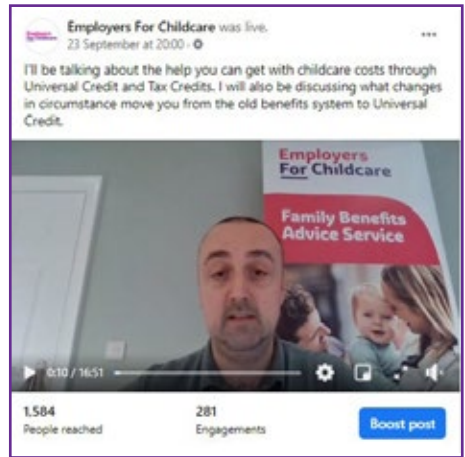 Employers For Childcare was live.
23 September at 20:00 ·
I'll be talking about the help you can get with childcare costs through
Universal Credit and Tax Credits. I will also be discussing what changes
in circumstance move you from the old benefits system to Universal
Credit.
Employers
For Childcare
Family Benefits
Advice Service
0:10 / 16:51
1,584
People reached
281
Engagements
Boost post